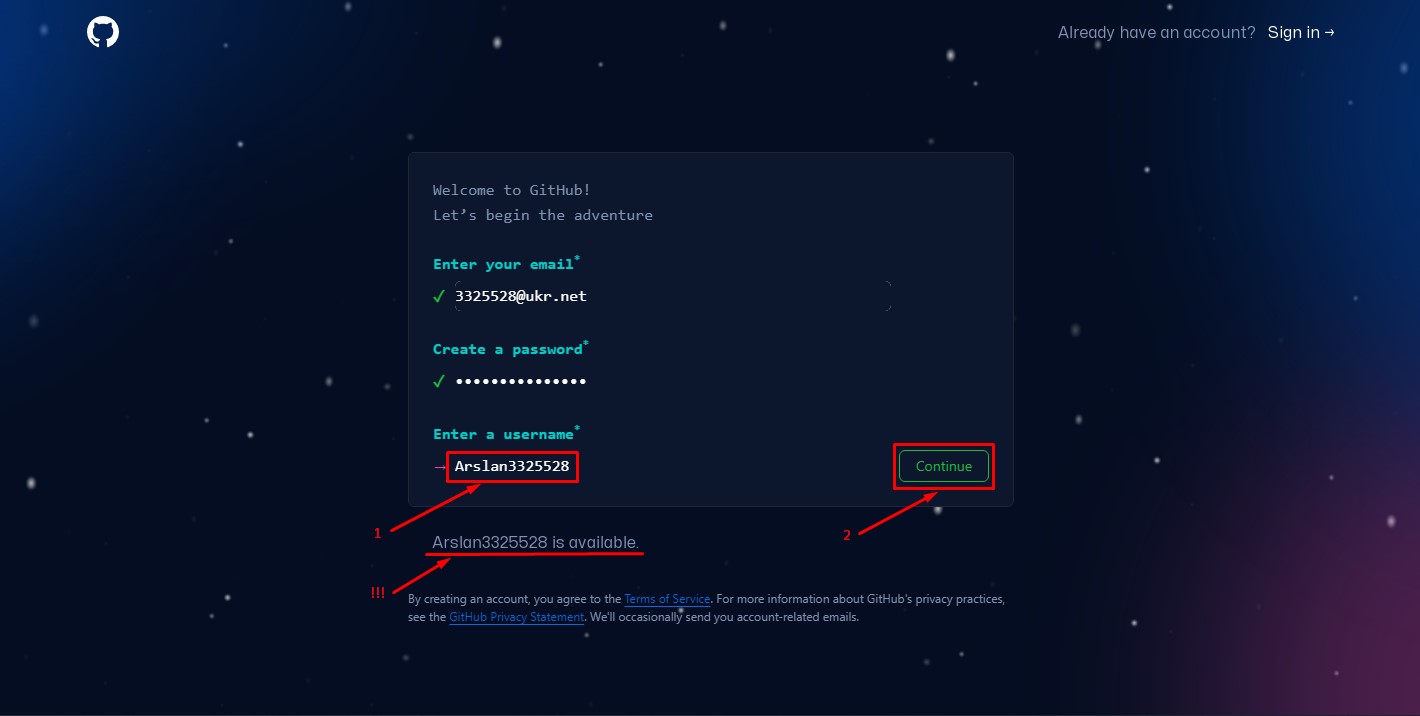 Already have an account? Sign in →
Welcome to GitHub!
Let’s begin the adventure
Enter your email*
✓ 3325528@ukr.net
Create a password*
✓ •••••••••••••••
Enter a username*
→ Arslan3325528
Continue
1
2
Arslan3325528 is available.
!!!
By creating an account, you agree to the Terms of Service. For more information about GitHub's privacy practices,
see the GitHub Privacy Statement. We'll occasionally send you account-related emails.